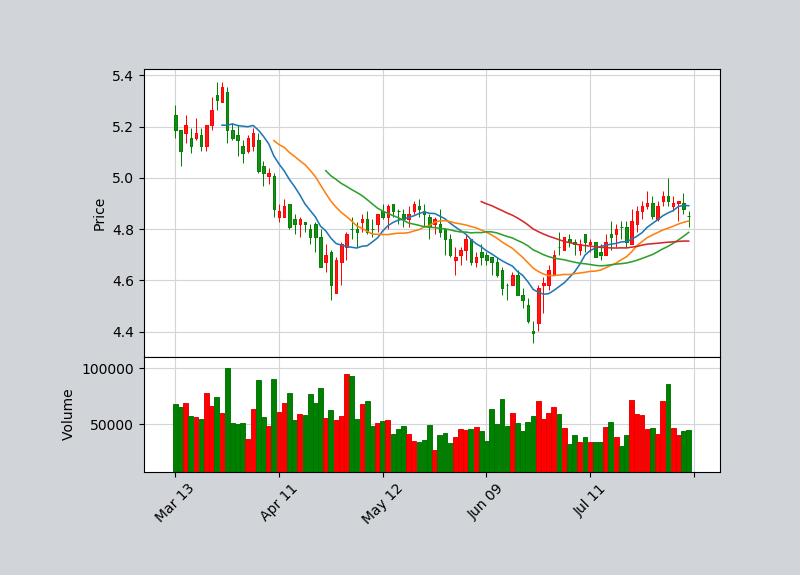 5.4
5.2
5.0
4.8
4.6
4.4
Price
100000
50000
Volume
Mar 13
Apr 11
May 12
Jun 09
Jul 11